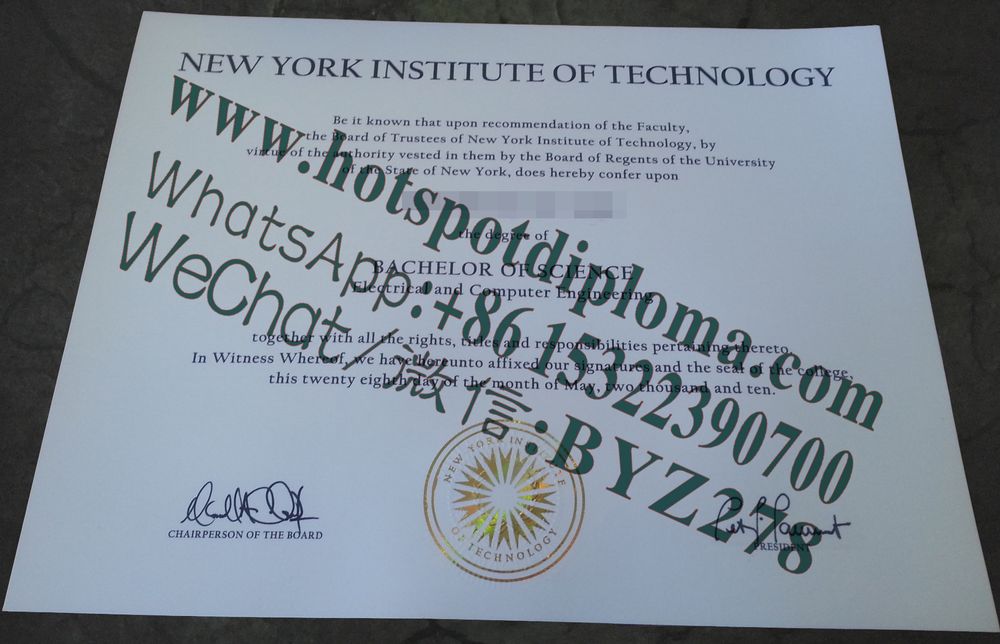 NEW YORK INSTITUTE OF TECHNOLOGY
Be it known that upon recommendation of the Faculty,
the Board of Trustees of New York Institute of Technology, by
virtue of the authority vested in them by the Board of Regents of the University
of the State of New York, does hereby confer upon
the degree of
BACHELOR OF SCIENCE
Electrical and Computer Engineering
together with all the rights, titles and responsibilities pertaining thereto.
In Witness Whereof, we have hereunto affixed our signatures and the seal of the college,
this twenty eighth day of the month of May, two thousand and ten.
www.hotspotdiploma.com
WhatsApp:+86 15322390700
WeChat/微信:BYZ278
NEW YORK INSTITUTE
OF TECHNOLOGY
CHAIRPERSON OF THE BOARD
PRESIDENT